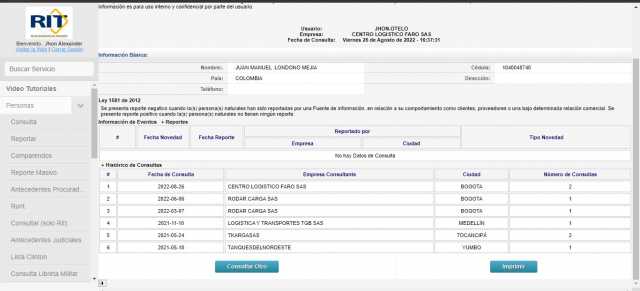 Información es para uso interno y confidencial por parte del usuario.
RIT
Bienvenido, Jhon Alexander
Visitar la Web | Cerrar Sesión
Buscar Servicio
Video Tutoriales
Personas
Consulta
Reportar
Comparendos
Reporte Masivo
Antecedentes Procurad...
Runt
Consultar (solo Rit)
Antecedentes Judiciales
Lista Clinton
Consulta Libreta Militar
Usuario: JHON.OTELO
Empresa: CENTRO LOGISTICO FARO SAS
Fecha de Consulta: Viernes 26 de Agosto de 2022 - 16:37:31
Información Básica:
Nombre: JUAN MANUEL LONDONO MEJIA Cédula: 1040048746
País: COLOMBIA Dirección:
Teléfono:
Ley 1581 de 2012
Se presenta reporte negativo cuando la(s) persona(s) naturales han sido reportadas por una Fuente de Información, en relación a su comportamiento como clientes, proveedores o una bajo determinada relación comercial. Se
presenta reporte positivo cuando la(s) persona(s) naturales no tienen ningún reporte.
Información de Eventos + Reportes
# Fecha Novedad Fecha Reporte Reportado por Tipo Novedad
Empresa Ciudad
No hay Datos de Consulta
+ Histórico de Consultas
# Fecha de Consulta Empresa Consultante Ciudad Número de Consultas
1 2022-08-26 CENTRO LOGISTICO FARO SAS BOGOTA 2
2 2022-06-06 RODAR CARGA SAS BOGOTA 1
3 2022-03-07 RODAR CARGA SAS BOGOTA 1
4 2021-11-10 LOGISTICA Y TRANSPORTES TGB SAS MEDELLÍN 1
5 2021-05-24 TKARGASAS TOCANCIPÁ 2
6 2021-05-18 TANQUESDELNORDESTE YUMBO 1
Consultar Otro
Imprimir